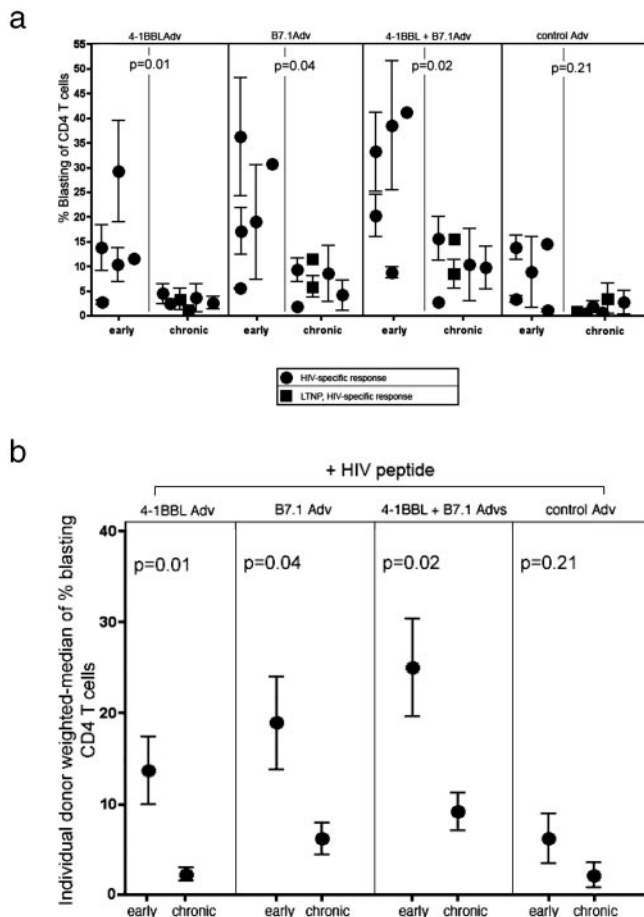 a
4-1BBLAdv B7.1Adv 4-1BBL + B7.1Adv control Adv
p=0.01 p=0.04 p=0.02 p=0.21
% Blasting of CD4 T cells
55
50
45
40
35
30
25
20
15
10
5
0
early chronic early chronic early chronic early chronic
HIV-specific response
LTNP, HIV-specific response
b
+ HIV peptide
4-1BBL Adv B7.1 Adv 4-1BBL + B7.1 Advs control Adv
p=0.01 p=0.04 p=0.02 p=0.21
Individual donor weighted-median of % blasting
CD4 T cells
40
30
20
10
0
early chronic early chronic early chronic early chronic